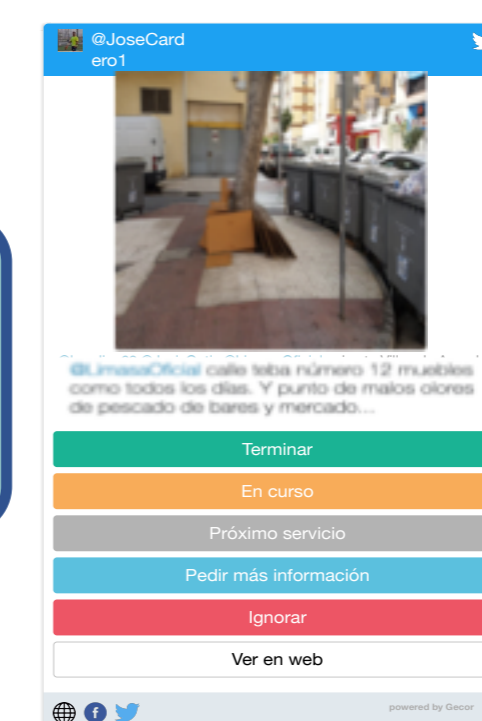 @JoseCard
ero1
@LimasaOficial calle teba número 12 muebles
como todos los días. Y punto de malos olores
de pescado de bares y mercado...
Terminar
En curso
Próximo servicio
Pedir más información
Ignorar
Ver en web
powered by Gecor